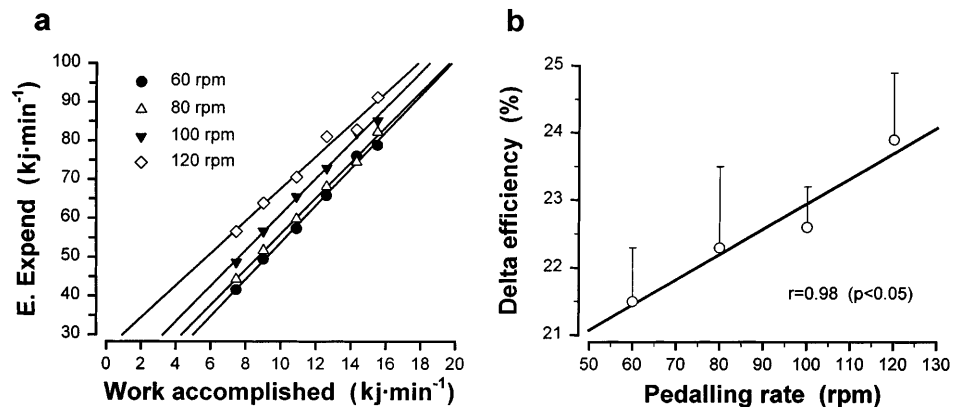 a
E. Expend (kj·min⁻¹)
100
90
80
70
60
50
40
30
60 rpm
80 rpm
100 rpm
120 rpm
0 2 4 6 8 10 12 14 16 18 20
Work accomplished (kj·min⁻¹)
b
Delta efficiency (%)
25
24
23
22
21
r=0.98 (p<0.05)
50 60 70 80 90 100 110 120 130
Pedalling rate (rpm)